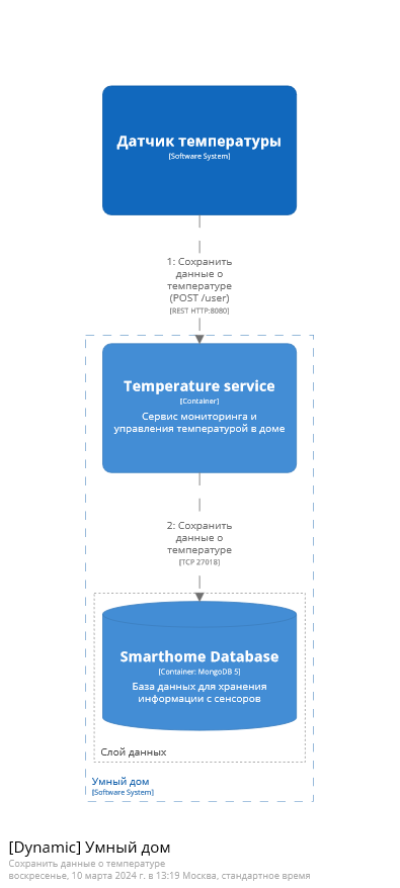 Датчик температуры
[Software System]
1: Сохранить
данные о
температуре
(POST /user)
[REST HTTP:8080]
Temperature service
[Container]
Сервис мониторинга и
управления температурой в доме
2: Сохранить
данные о
температуре
[TCP 27018]
Smarthome Database
[Container: MongoDB 5]
База данных для хранения
информации с сенсоров
Слой данных
Умный дом
[Software System]
[Dynamic] Умный дом
Сохранить данные о температуре
воскресенье, 10 марта 2024 г. в 13:19 Москва, стандартное время